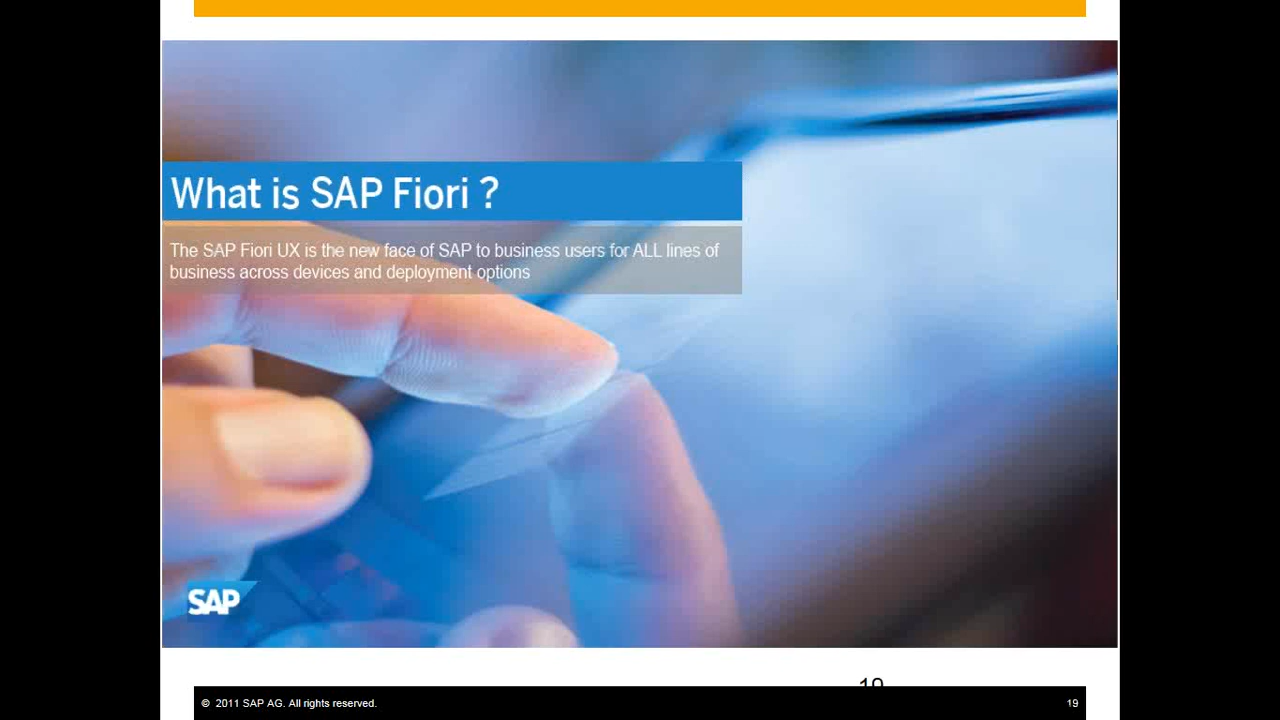 What is SAP Fiori ?
The SAP Fiori UX is the new face of SAP to business users for ALL lines of
business across devices and deployment options
SAP
19
© 2011 SAP AG. All rights reserved.
19